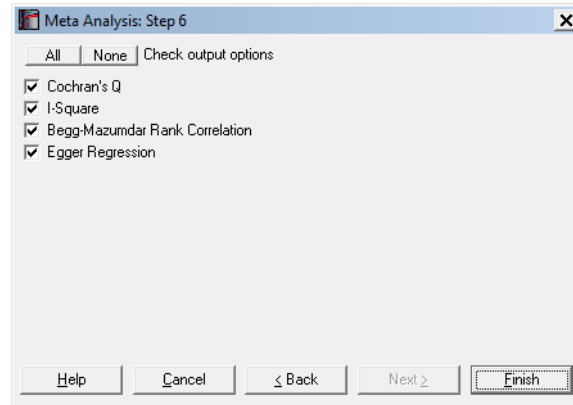 Meta Analysis: Step 6
All None Check output options
Cochran's Q
I-Square
Begg-Mazumdar Rank Correlation
Egger Regression
Help Cancel < Back Next > Finish